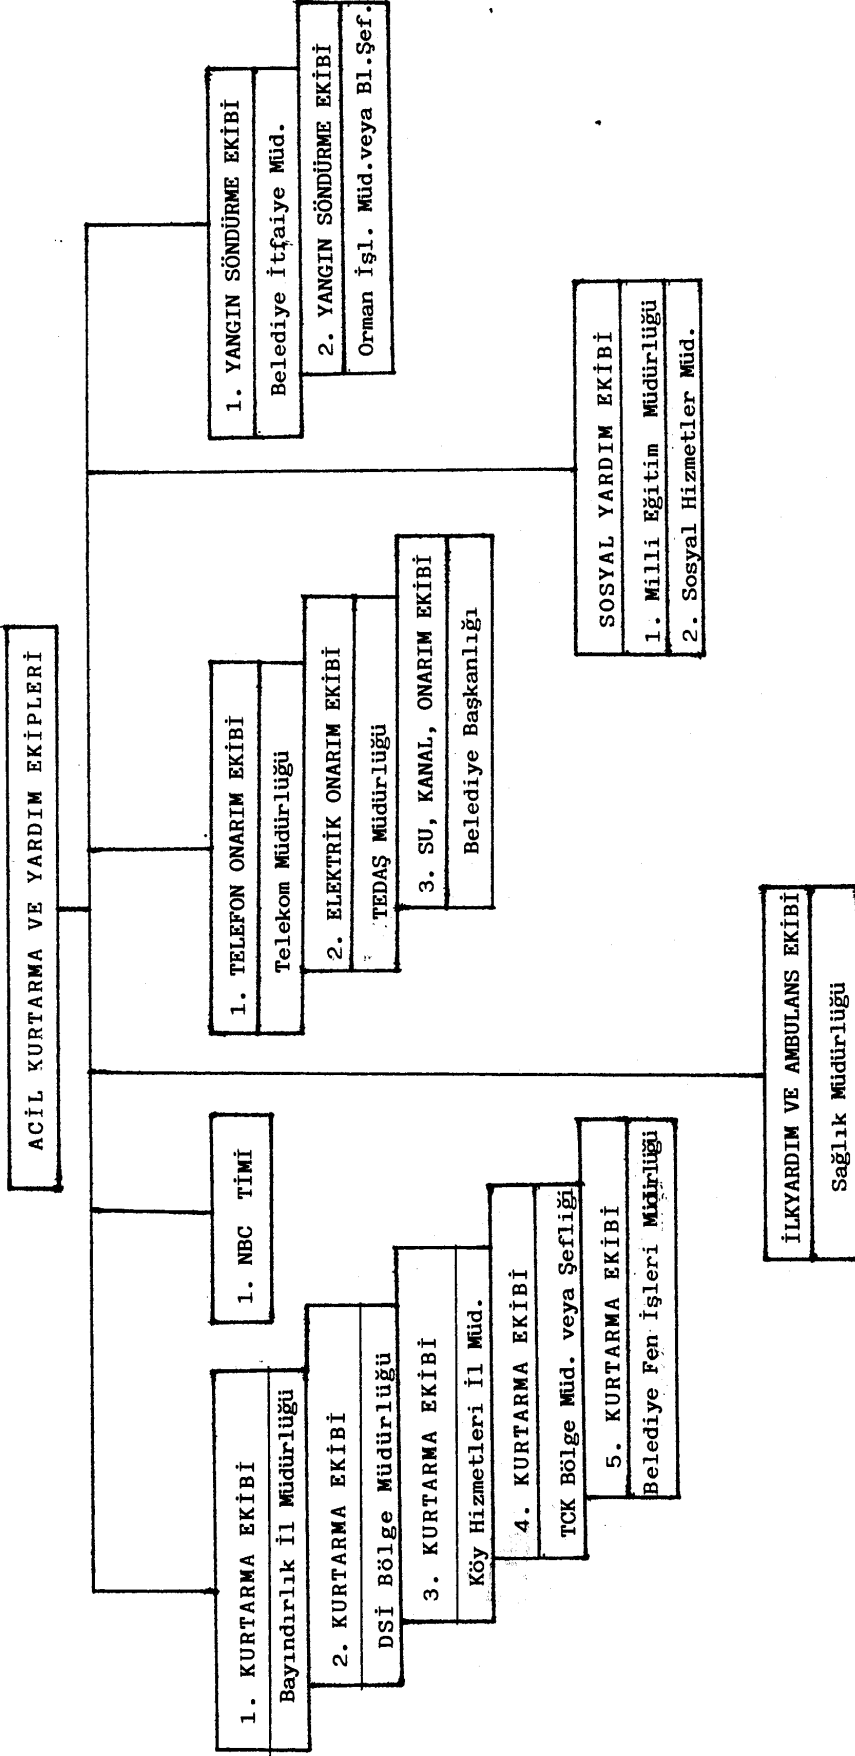 ACİL KURTARMA VE YARDIM EKİPLERİ
1. KURTARMA EKİBİ
Bayındırlık İl Müdürlüğü
2. KURTARMA EKİBİ
DSİ Bölge Müdürlüğü
3. KURTARMA EKİBİ
Köy Hizmetleri İl Müd.
4. KURTARMA EKİBİ
TCK Bölge Müd. veya Şefliği
5. KURTARMA EKİBİ
Belediye Fen İşleri Müdürlüğü
1. NBC TİMİ
İLKYARDIM VE AMBULANS EKİBİ
Sağlık Müdürlüğü
1. TELEFON ONARIM EKİBİ
Telekom Müdürlüğü
2. ELEKTRİK ONARIM EKİBİ
TEDAŞ Müdürlüğü
3. SU, KANAL, ONARIM EKİBİ
Belediye Başkanlığı
SOSYAL YARDIM EKİBİ
1. Milli Eğitim Müdürlüğü
2. Sosyal Hizmetler Müd.
1. YANGIN SÖNDÜRME EKİBİ
Belediye İtfaiye Müd.
2. YANGIN SÖNDÜRME EKİBİ
Orman İşl. Müd.veya Bl.Şef.